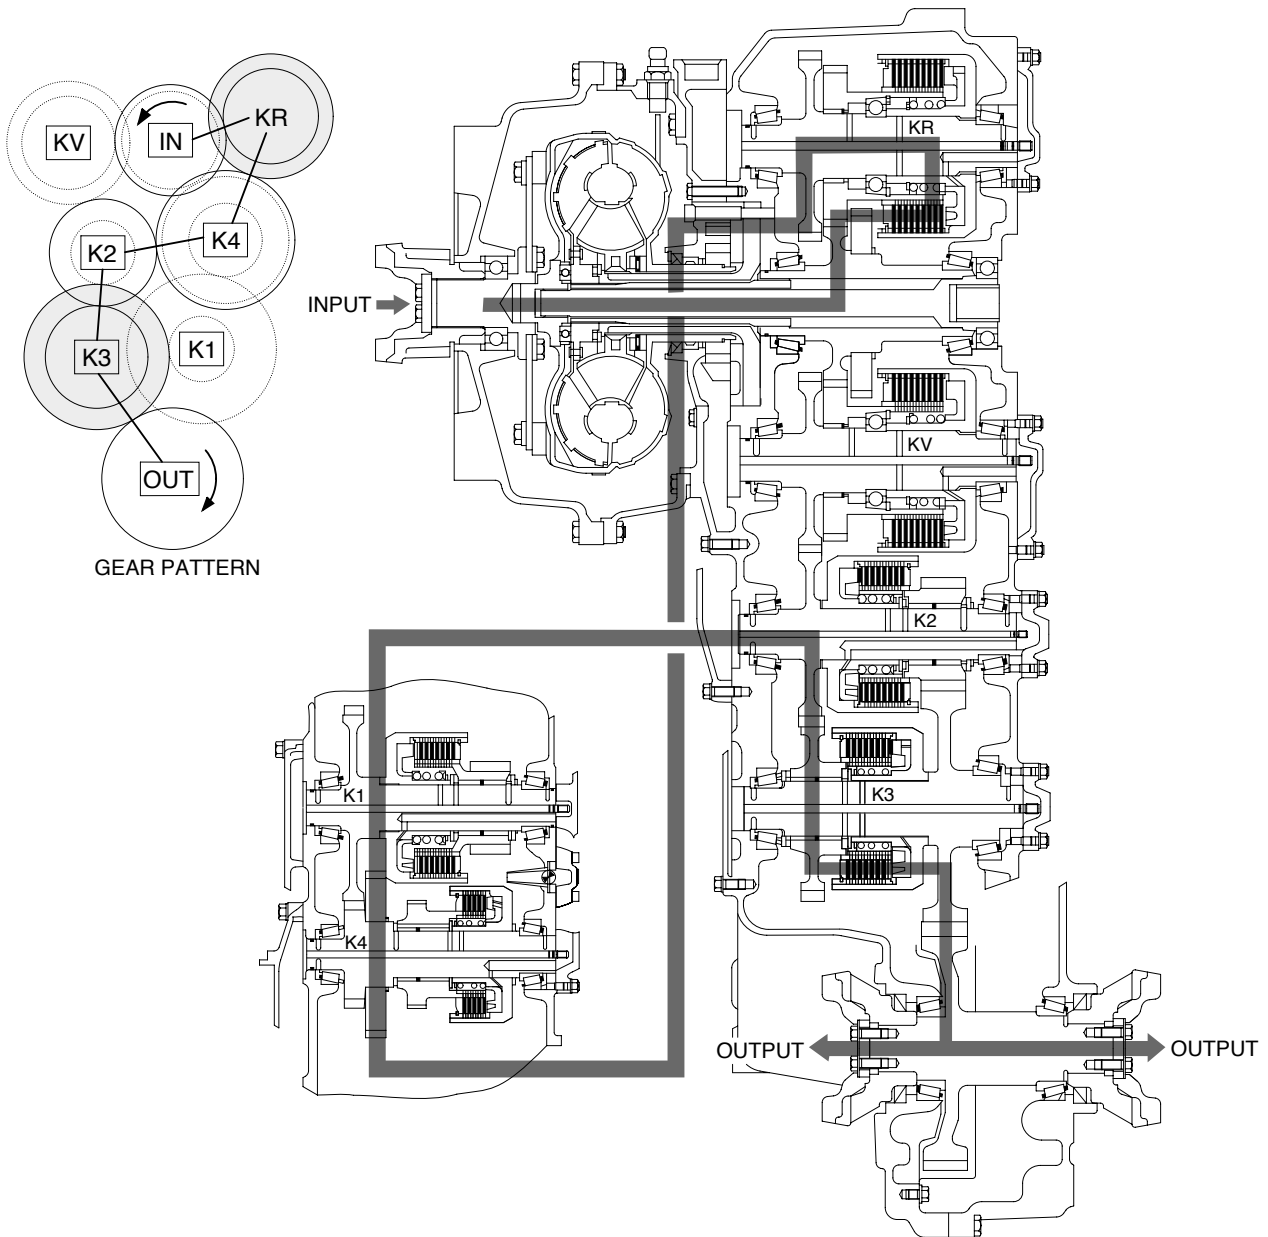 KV
IN
KR
K2
K4
K3
K1
OUT
GEAR PATTERN
INPUT
KR
KV
K2
K3
K1
K4
OUTPUT
OUTPUT